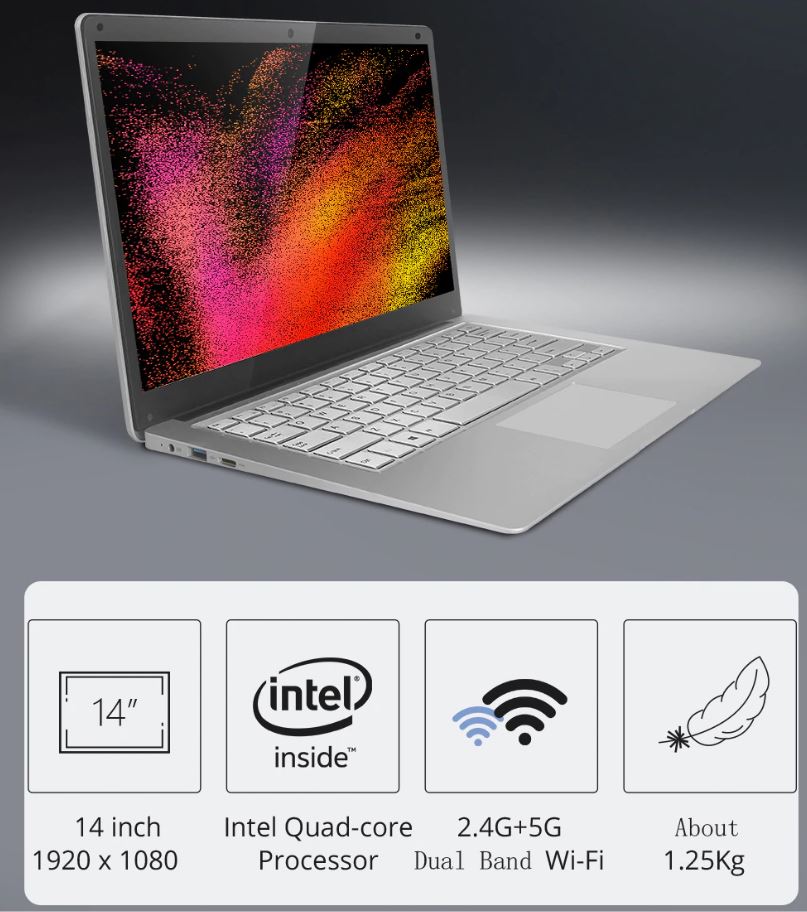 14"
intel®
inside™
14 inch
1920 x 1080
Intel Quad-core
Processor
2.4G+5G
Dual Band Wi-Fi
About
1.25Kg